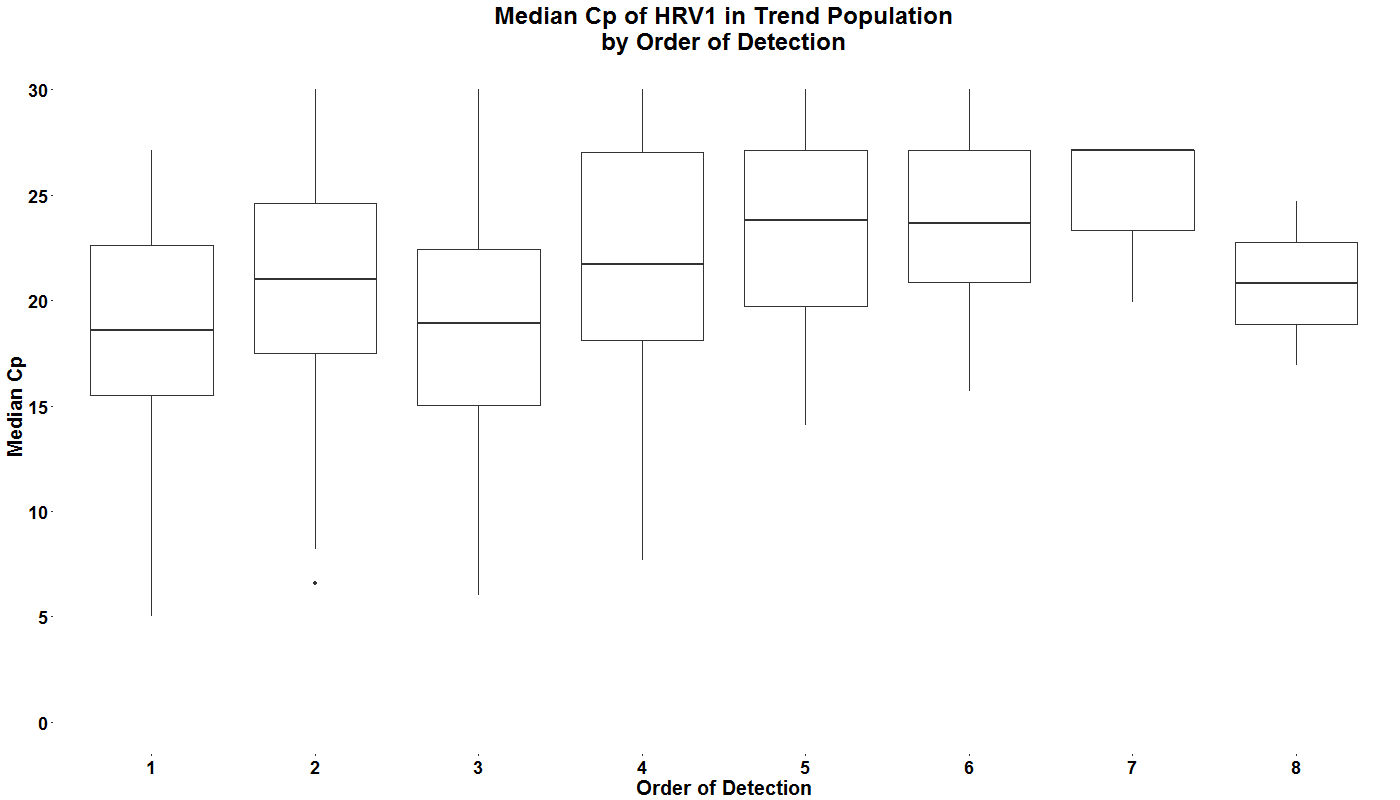 Median Cp of HRV1 in Trend Population
by Order of Detection
Median Cp
30
25
20
15
10
5
0
1 2 3 4 5 6 7 8
Order of Detection